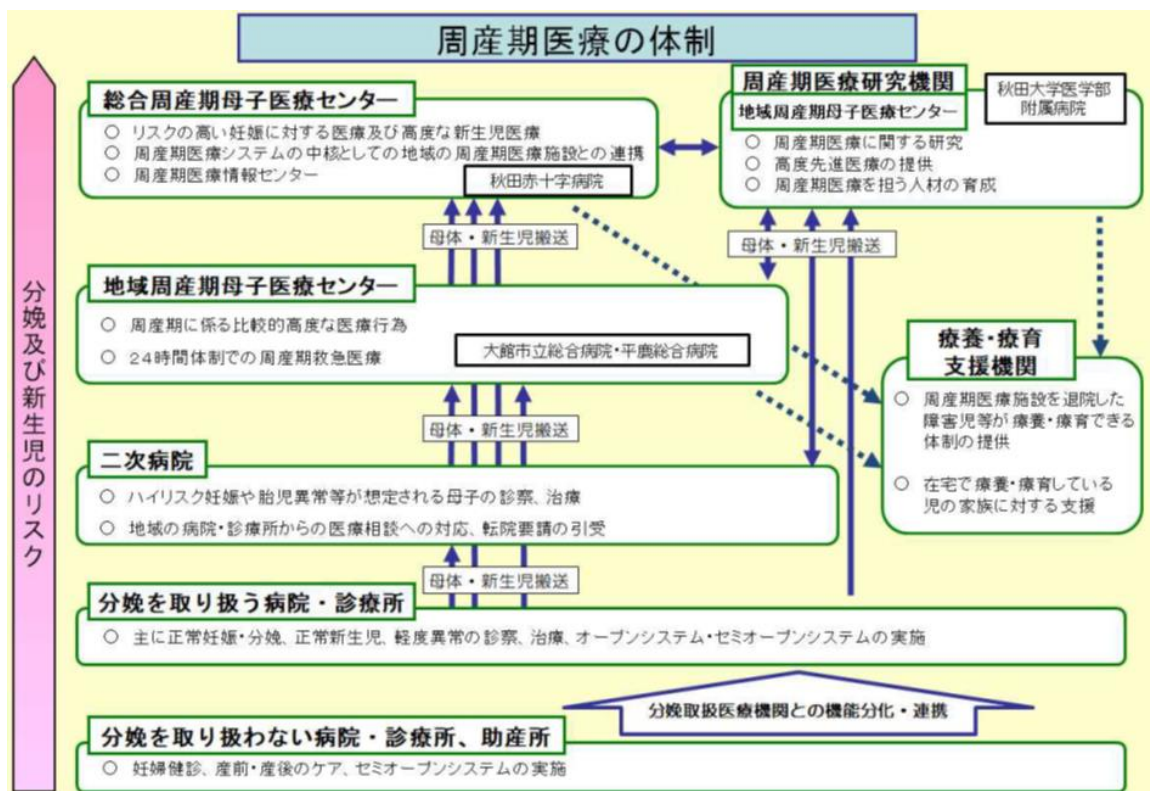 周産期医療の体制
分娩及び新生児のリスク
総合周産期母子医療センター
○ リスクの高い妊娠に対する医療及び高度な新生児医療
○ 周産期医療システムの中核としての地域の周産期医療施設との連携
○ 周産期医療情報センター
秋田赤十字病院
周産期医療研究機関
地域周産期母子医療センター
秋田大学医学部
附属病院
○ 周産期医療に関する研究
○ 高度先進医療の提供
○ 周産期医療を担う人材の育成
母体・新生児搬送
母体・新生児搬送
地域周産期母子医療センター
○ 周産期に係る比較的高度な医療行為
○ 24時間体制での周産期救急医療
大館市立総合病院・平鹿総合病院
療養・療育
支援機関
○ 周産期医療施設を退院した
障害児等が療養・療育できる
体制の提供
○ 在宅で療養・療育している
児の家族に対する支援
母体・新生児搬送
二次病院
○ ハイリスク妊娠や胎児異常等が想定される母子の診察、治療
○ 地域の病院・診療所からの医療相談への対応、転院要請の引受
母体・新生児搬送
分娩を取り扱う病院・診療所
○ 主に正常妊娠・分娩、正常新生児、軽度異常の診察、治療、オープンシステム・セミオープンシステムの実施
分娩取扱医療機関との機能分化・連携
分娩を取り扱わない病院・診療所、助産所
○ 妊婦健診、産前・産後のケア、セミオープンシステムの実施